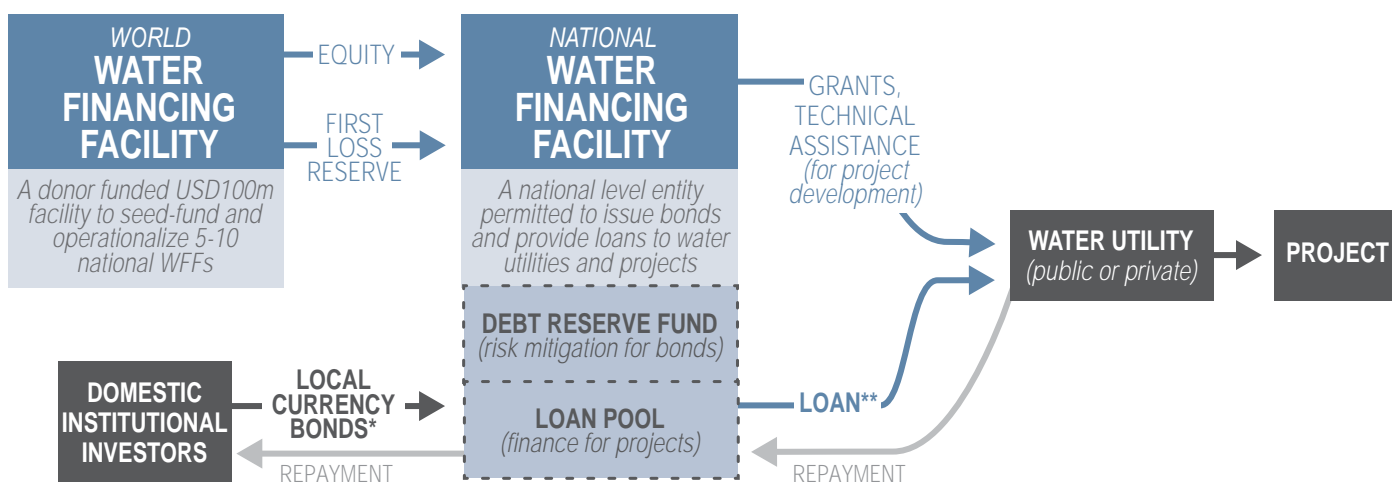 WORLD
WATER
FINANCING
FACILITY
A donor funded USD100m
facility to seed-fund and
operationalize 5-10
national WFFs
EQUITY
FIRST
LOSS
RESERVE
NATIONAL
WATER
FINANCING
FACILITY
A national level entity
permitted to issue bonds
and provide loans to water
utilities and projects
DEBT RESERVE FUND
(risk mitigation for bonds)
LOAN POOL
(finance for projects)
GRANTS,
TECHNICAL
ASSISTANCE
(for project
development)
WATER UTILITY
(public or private)
PROJECT
DOMESTIC
INSTITUTIONAL
INVESTORS
LOCAL
CURRENCY
BONDS*
REPAYMENT
LOAN**
REPAYMENT